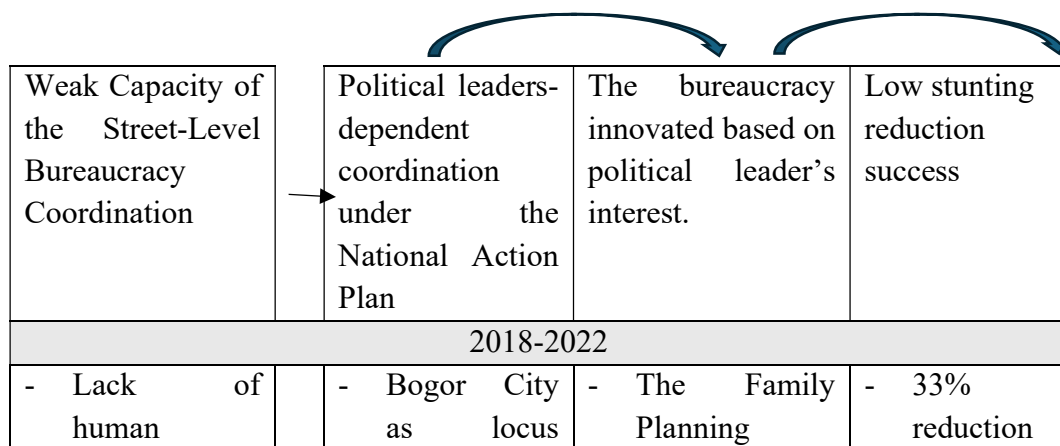 Weak Capacity of
the Street-Level
Bureaucracy
Coordination
Political leaders-
dependent
coordination
under the
National Action
Plan
The bureaucracy
innovated based on
political leader’s
interest.
Low stunting
reduction
success
2018-2022
- Lack of
human
- Bogor City
as locus
- The Family
Planning
- 33%
reduction